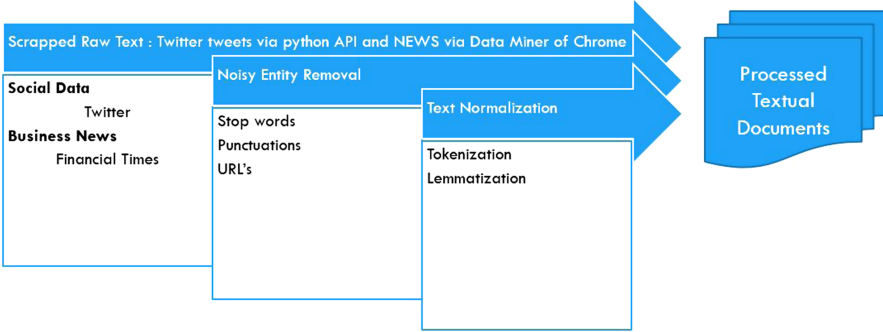 Scrapped Raw Text : Twitter tweets via python API and NEWS via Data Miner of Chrome
Social Data
Twitter
Business News
Financial Times
Noisy Entity Removal
Stop words
Punctuations
URL's
Text Normalization
Tokenization
Lemmatization
Processed
Textual
Documents